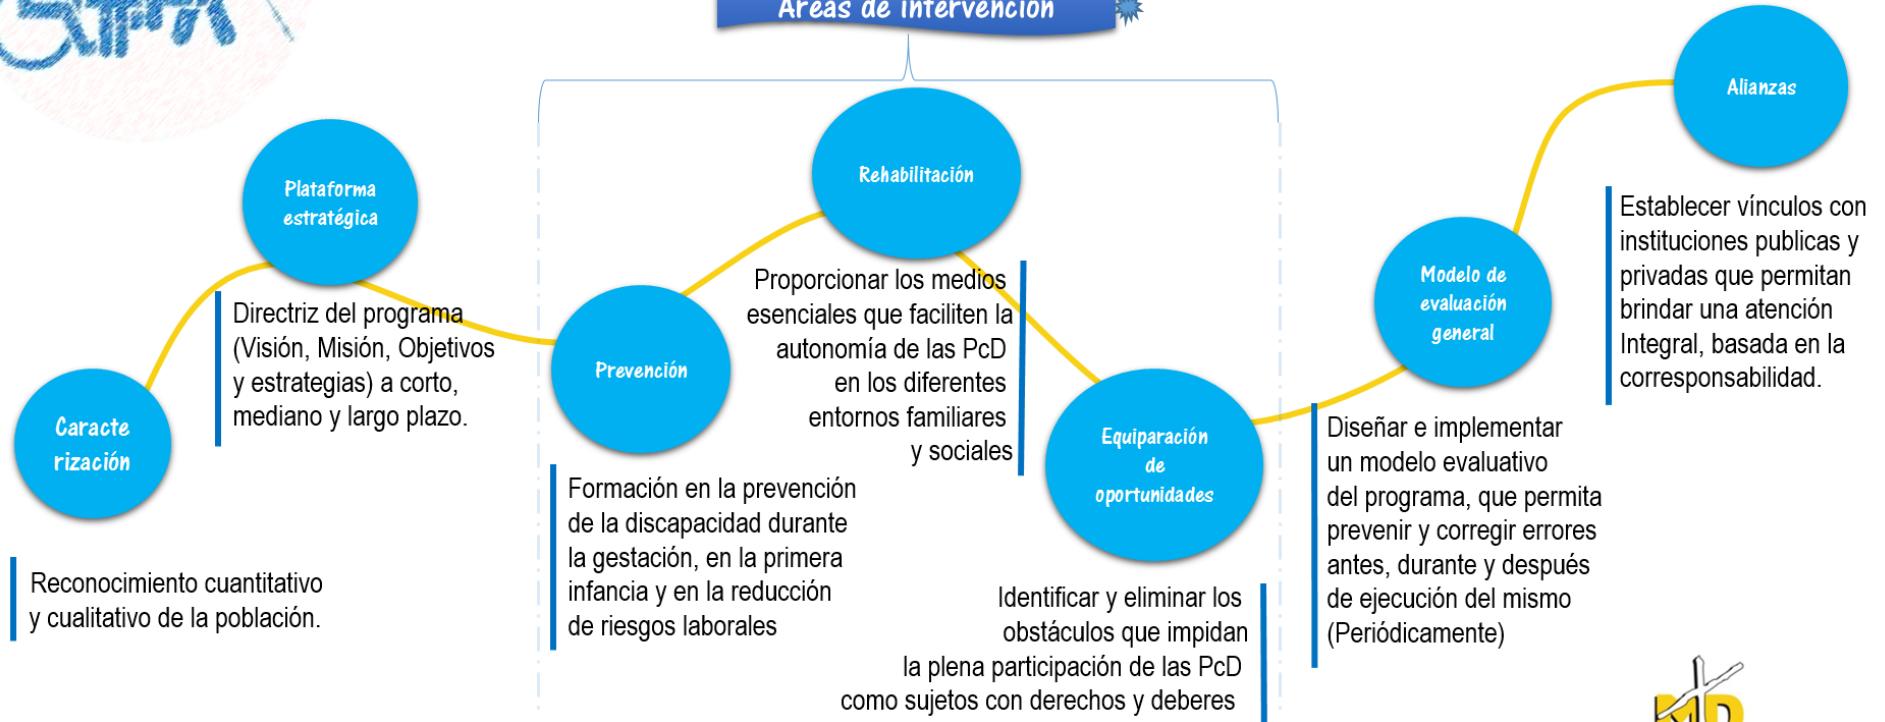 Áreas de intervención
Alianzas
Establecer vínculos con
instituciones publicas y
privadas que permitan
brindar una atención
Integral, basada en la
corresponsabilidad.
Plataforma
estratégica
Directriz del programa
(Visión, Misión, Objetivos
y estrategias) a corto,
mediano y largo plazo.
Rehabilitación
Proporcionar los medios
esenciales que faciliten la
autonomía de las PcD
en los diferentes
entornos familiares
y sociales
Modelo de
evaluación
general
Diseñar e implementar
un modelo evaluativo
del programa, que permita
prevenir y corregir errores
antes, durante y después
de ejecución del mismo
(Periódicamente)
Prevención
Formación en la prevención
de la discapacidad durante
la gestación, en la primera
infancia y en la reducción
de riesgos laborales
Caracte
rización
Reconocimiento cuantitativo
y cualitativo de la población.
Equiparación
de
oportunidades
Identificar y eliminar los
obstáculos que impidan
la plena participación de las PcD
como sujetos con derechos y deberes